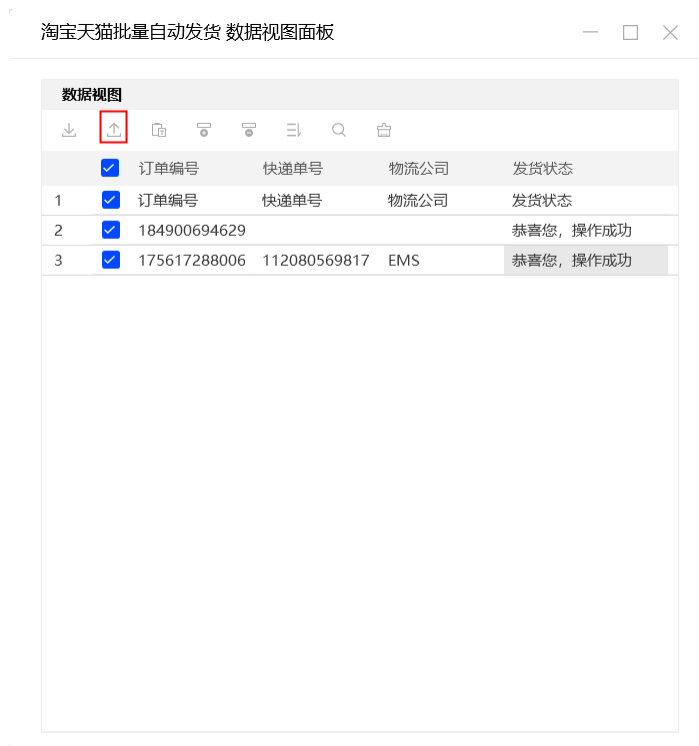 淘宝天猫批量自动发货 数据视图面板
数据视图
订单编号 快递单号 物流公司 发货状态
1 订单编号 快递单号 物流公司 发货状态
2 184900694629 恭喜您，操作成功
3 175617288006 112080569817 EMS 恭喜您，操作成功